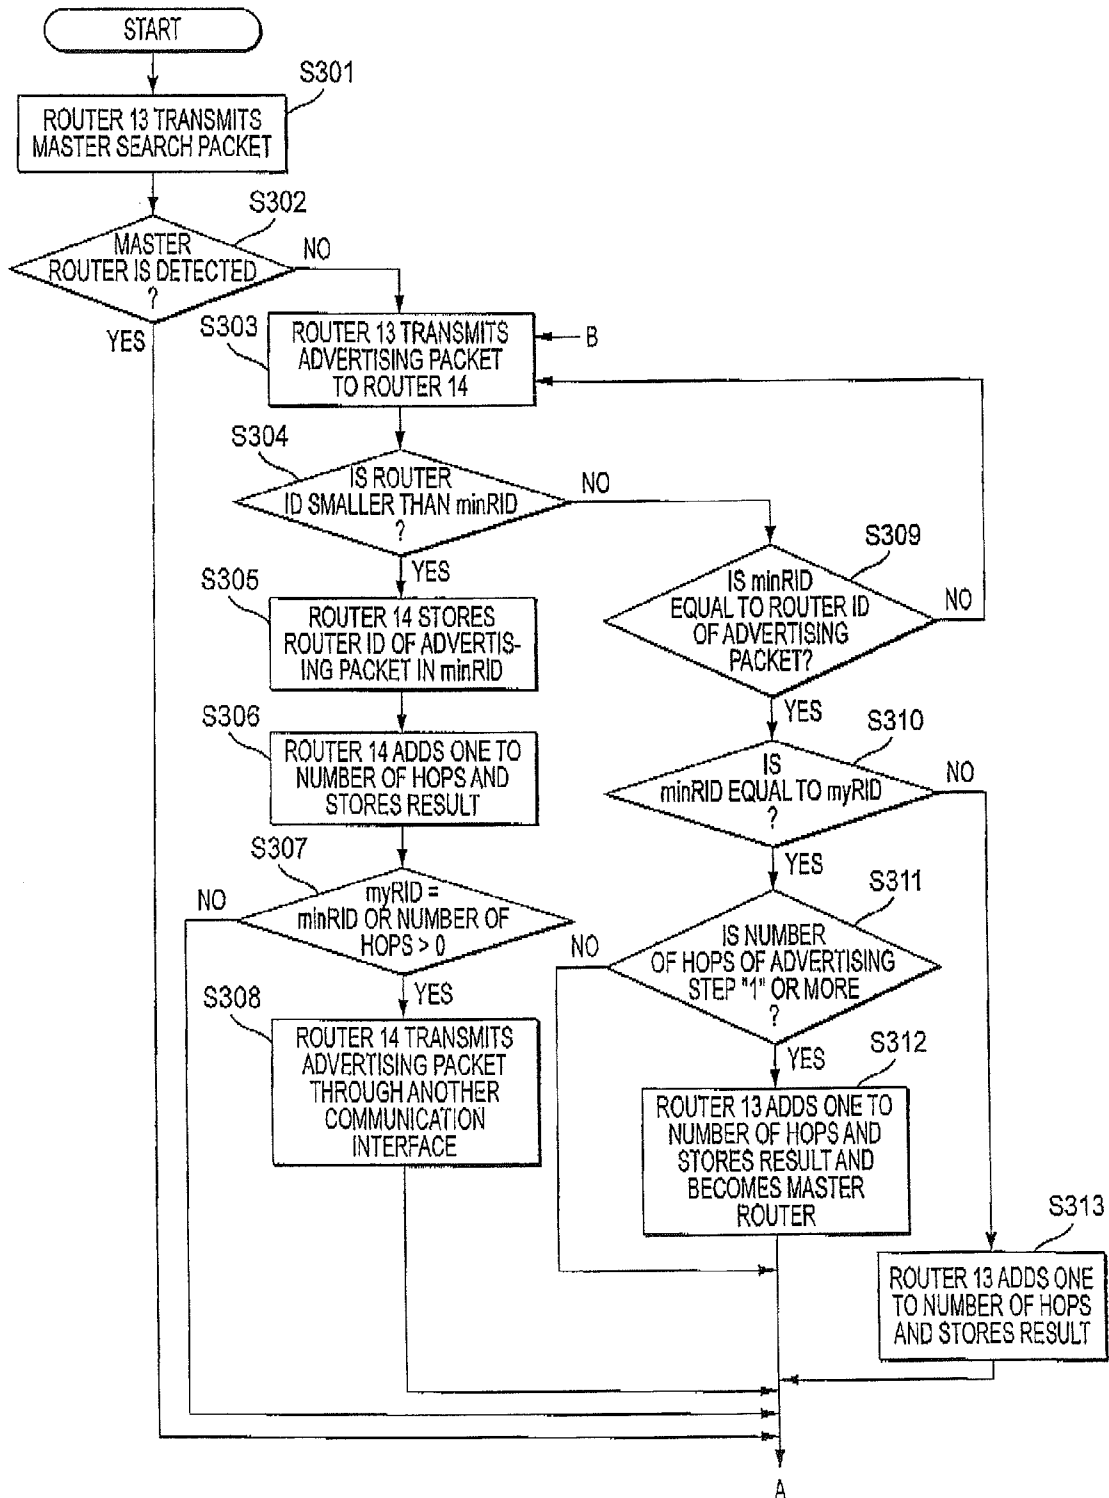 START
S301
ROUTER 13 TRANSMITS
MASTER SEARCH PACKET
S302
MASTER
ROUTER IS DETECTED
?
NO
YES
S303
ROUTER 13 TRANSMITS
ADVERTISING PACKET
TO ROUTER 14
B
S304
IS ROUTER
ID SMALLER THAN minRID
?
NO
YES
S309
IS minRID
EQUAL TO ROUTER ID
OF ADVERTISING
PACKET?
NO
YES
S305
ROUTER 14 STORES
ROUTER ID OF ADVERTIS-
ING PACKET IN minRID
S306
ROUTER 14 ADDS ONE TO
NUMBER OF HOPS AND
STORES RESULT
S310
IS
minRID EQUAL TO myRID
?
NO
YES
S307
myRID =
minRID OR NUMBER OF
HOPS > 0
NO
YES
S311
IS NUMBER
OF HOPS OF ADVERTISING
STEP "1" OR MORE
?
NO
YES
S308
ROUTER 14 TRANSMITS
ADVERTISING PACKET
THROUGH ANOTHER
COMMUNICATION
INTERFACE
S312
ROUTER 13 ADDS ONE TO
NUMBER OF HOPS AND
STORES RESULT AND
BECOMES MASTER
ROUTER
S313
ROUTER 13 ADDS ONE
TO NUMBER OF HOPS
AND STORES RESULT
A